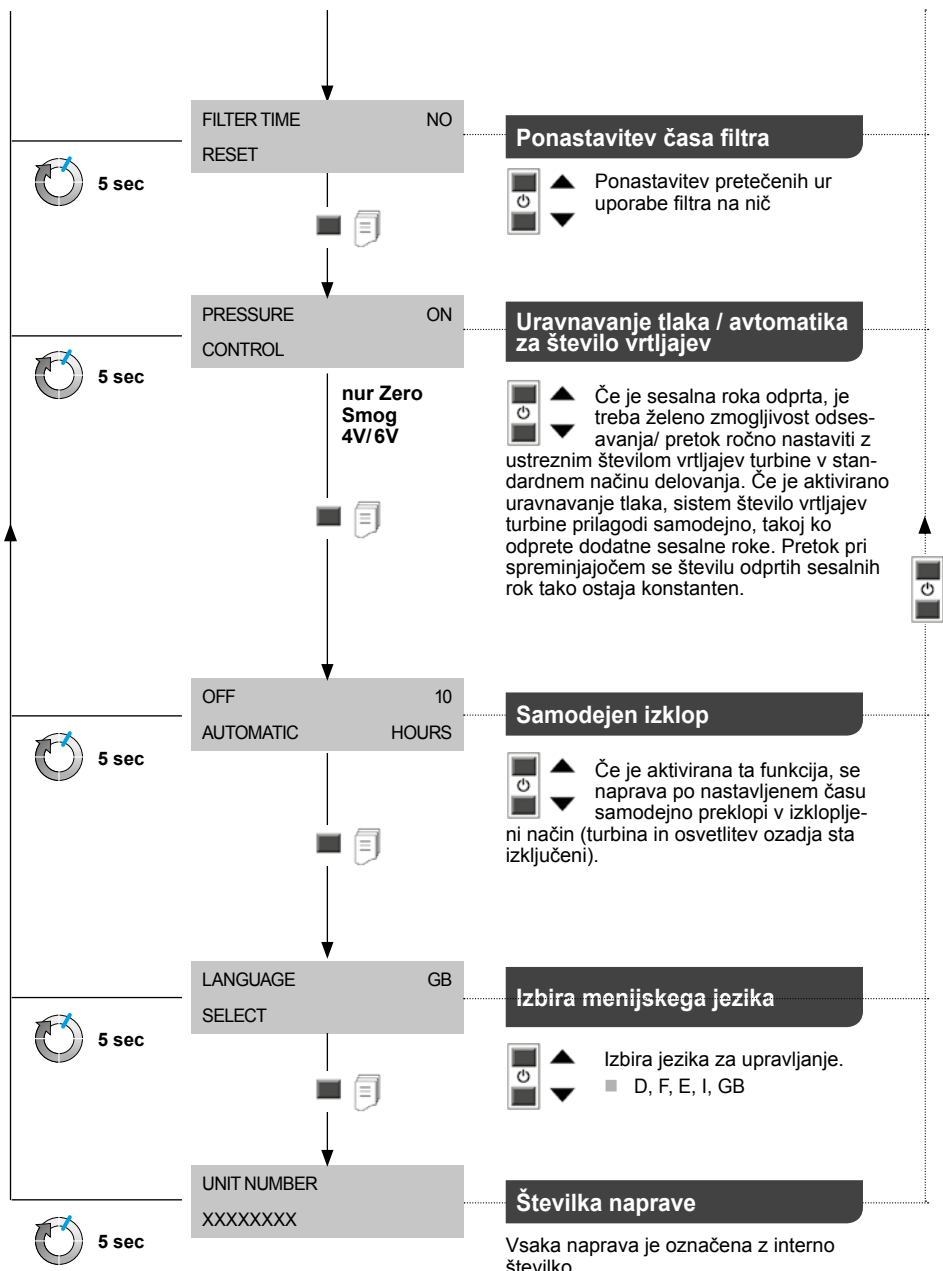 FILTER TIME NO
RESET
Ponastavitev časa filtra
5 sec
Ponastavitev pretečenih ur
uporabe filtra na nič
PRESSURE ON
CONTROL
Uravnavanje tlaka / avtomatika
za število vrtljajev
5 sec
nur Zero
Smog
4V/6V
Če je sesalna roka odprta, je
treba želeno zmogljivost odses-
avanja/ pretok ročno nastaviti z
ustreznim številom vrtljajev turbine v stan-
dardnem načinu delovanja. Če je aktivirano
uravnavanje tlaka, sistem število vrtljajev
turbine prilagodi samodejno, takoj ko
odprete dodatne sesalne roke. Pretok pri
spreminjajočem se številu odprtih sesalnih
rok tako ostaja konstanten.
OFF 10
AUTOMATIC HOURS
Samodejen izklop
5 sec
Če je aktivirana ta funkcija, se
naprava po nastavljenem času
samodejno preklopi v izkloplje-
ni način (turbina in osvetlitev ozadja sta
izključeni).
LANGUAGE GB
SELECT
Izbira menijskega jezika
5 sec
Izbira jezika za upravljanje.
D, F, E, I, GB
UNIT NUMBER
XXXXXXXX
Številka naprave
5 sec
Vsaka naprava je označena z interno
številko